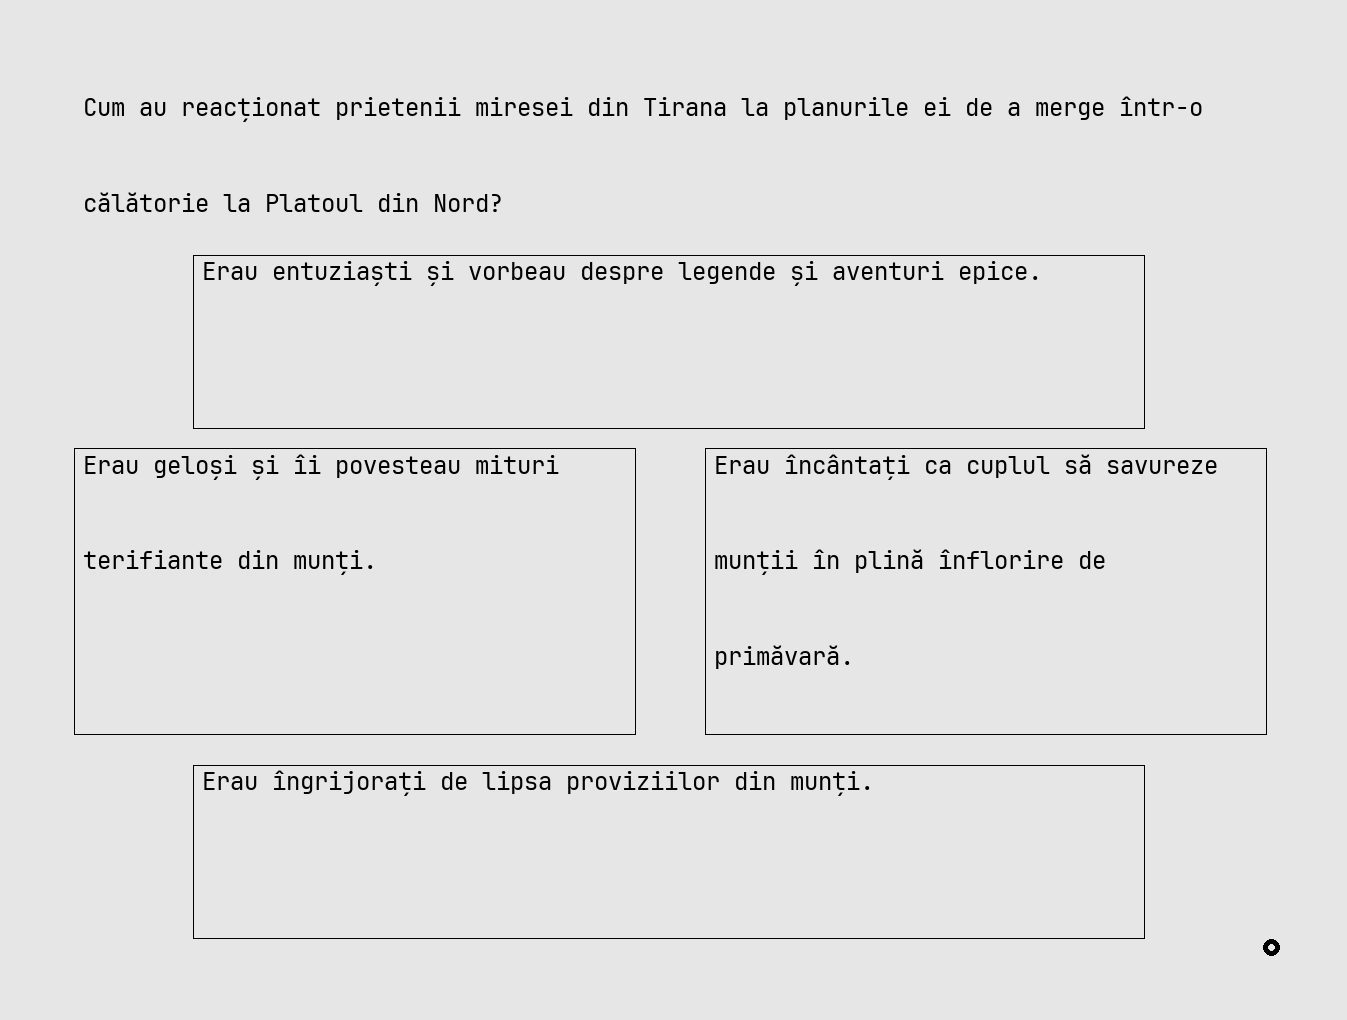 Cum au reacționat prietenii miresei din Tirana la planurile ei de a merge într-o
călătorie la Platoul din Nord?
Erau entuziaști și vorbeau despre legende și aventuri epice.
Erau geloși și îi povesteau mituri
terifiante din munți.
Erau încântați ca cuplul să savureze
munții în plină înflorire de
primăvară.
Erau îngrijorați de lipsa proviziilor din munți.